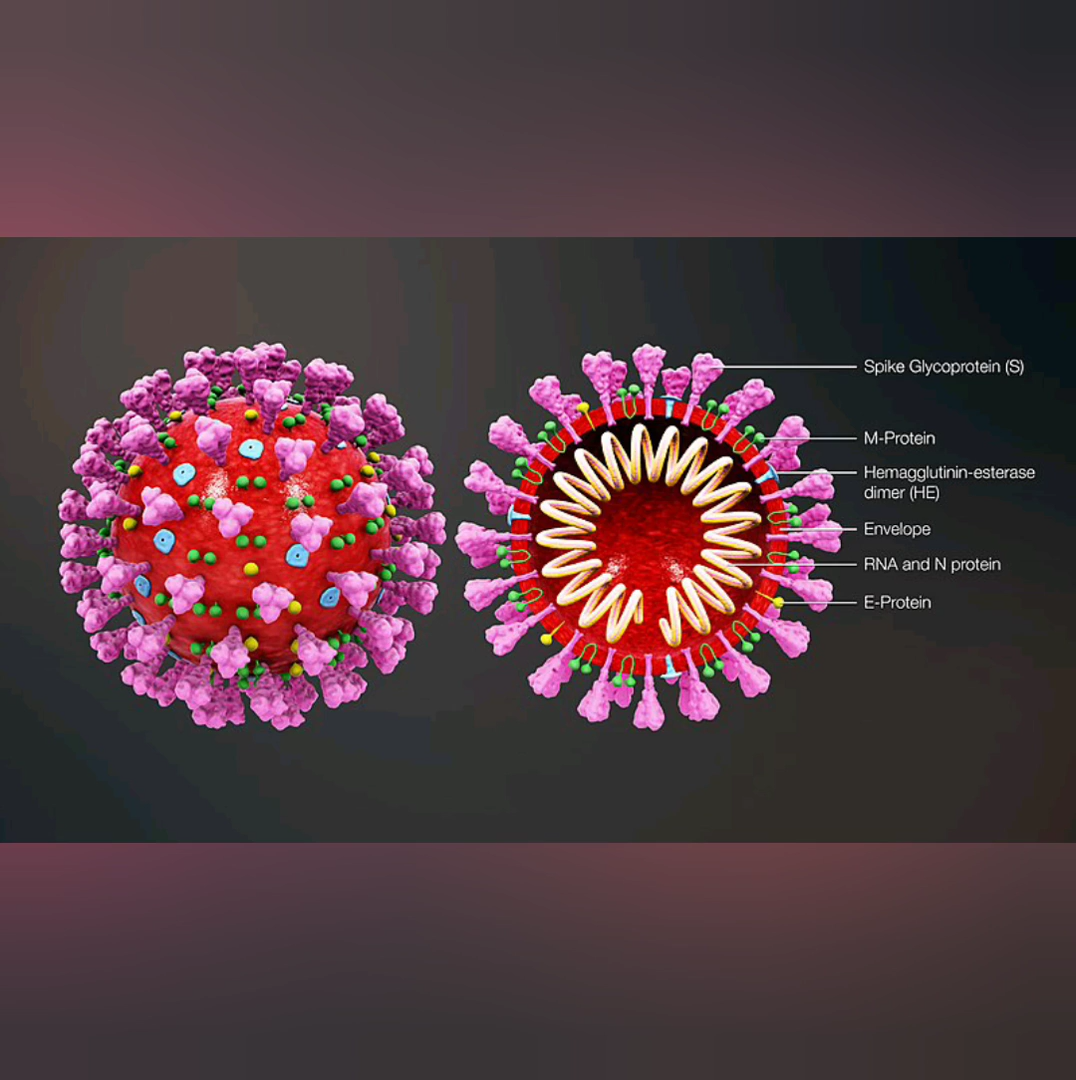 Spike Glycoprotein (S)
M-Protein
Hemagglutinin-esterase
dimer (HE)
Envelope
RNA and N protein
E-Protein